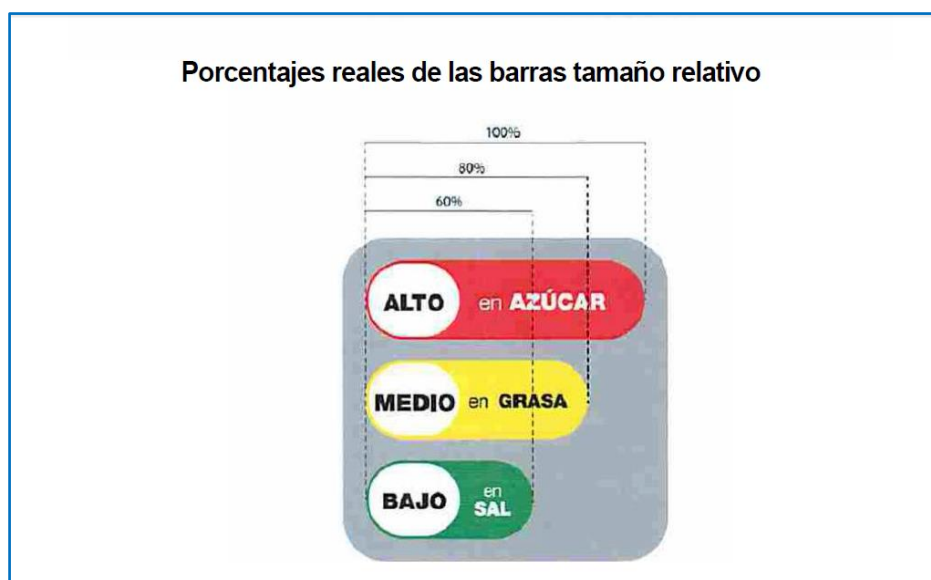 Porcentajes reales de las barras tamaño relativo
100%
80%
60%
ALTO en AZÚCAR
MEDIO en GRASA
BAJO en
SAL